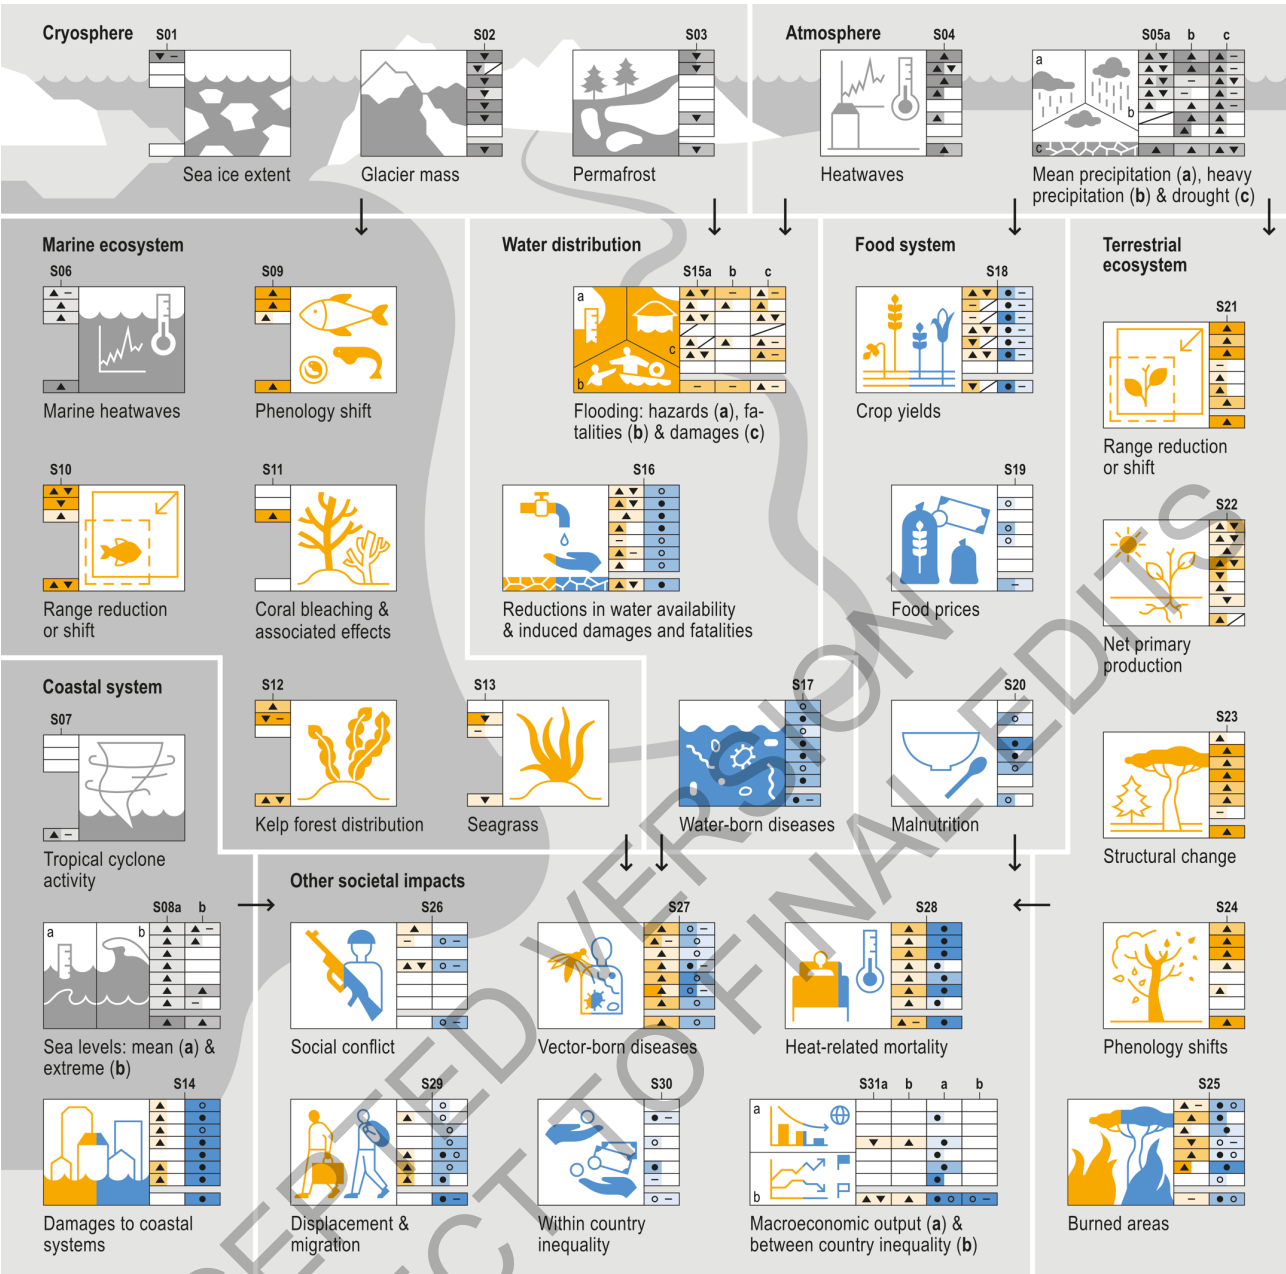 Cryosphere
S01
S02
S03
Atmosphere
S04
S05a b c
a
b
c
Sea ice extent
Glacier mass
Permafrost
Heatwaves
Mean precipitation (a), heavy
precipitation (b) & drought (c)
Marine ecosystem
Water distribution
Food system
Terrestrial
ecosystem
S06
S09
S15a b c
S18
S21
a
c
b
Marine heatwaves
Phenology shift
Flooding: hazards (a), fa-
talities (b) & damages (c)
Crop yields
Range reduction
or shift
S10
S11
S16
S19
S22
Range reduction
or shift
Coral bleaching &
associated effects
Reductions in water availability
& induced damages and fatalities
Food prices
Net primary
production
Coastal system
S07
S12
S13
S17
S20
S23
Tropical cyclone
activity
Kelp forest distribution
Seagrass
Water-born diseases
Malnutrition
Structural change
Other societal impacts
S08a b
S26
S27
S28
S24
a
b
Sea levels: mean (a) &
extreme (b)
Social conflict
Vector-born diseases
Heat-related mortality
Phenology shifts
S14
S29
S30
S31a b a b
S25
a
b
Damages to coastal
systems
Displacement &
migration
Within country
inequality
Macroeconomic output (a) &
between country inequality (b)
Burned areas
CEPTED VERSION
ECT TO FINAL EDITS